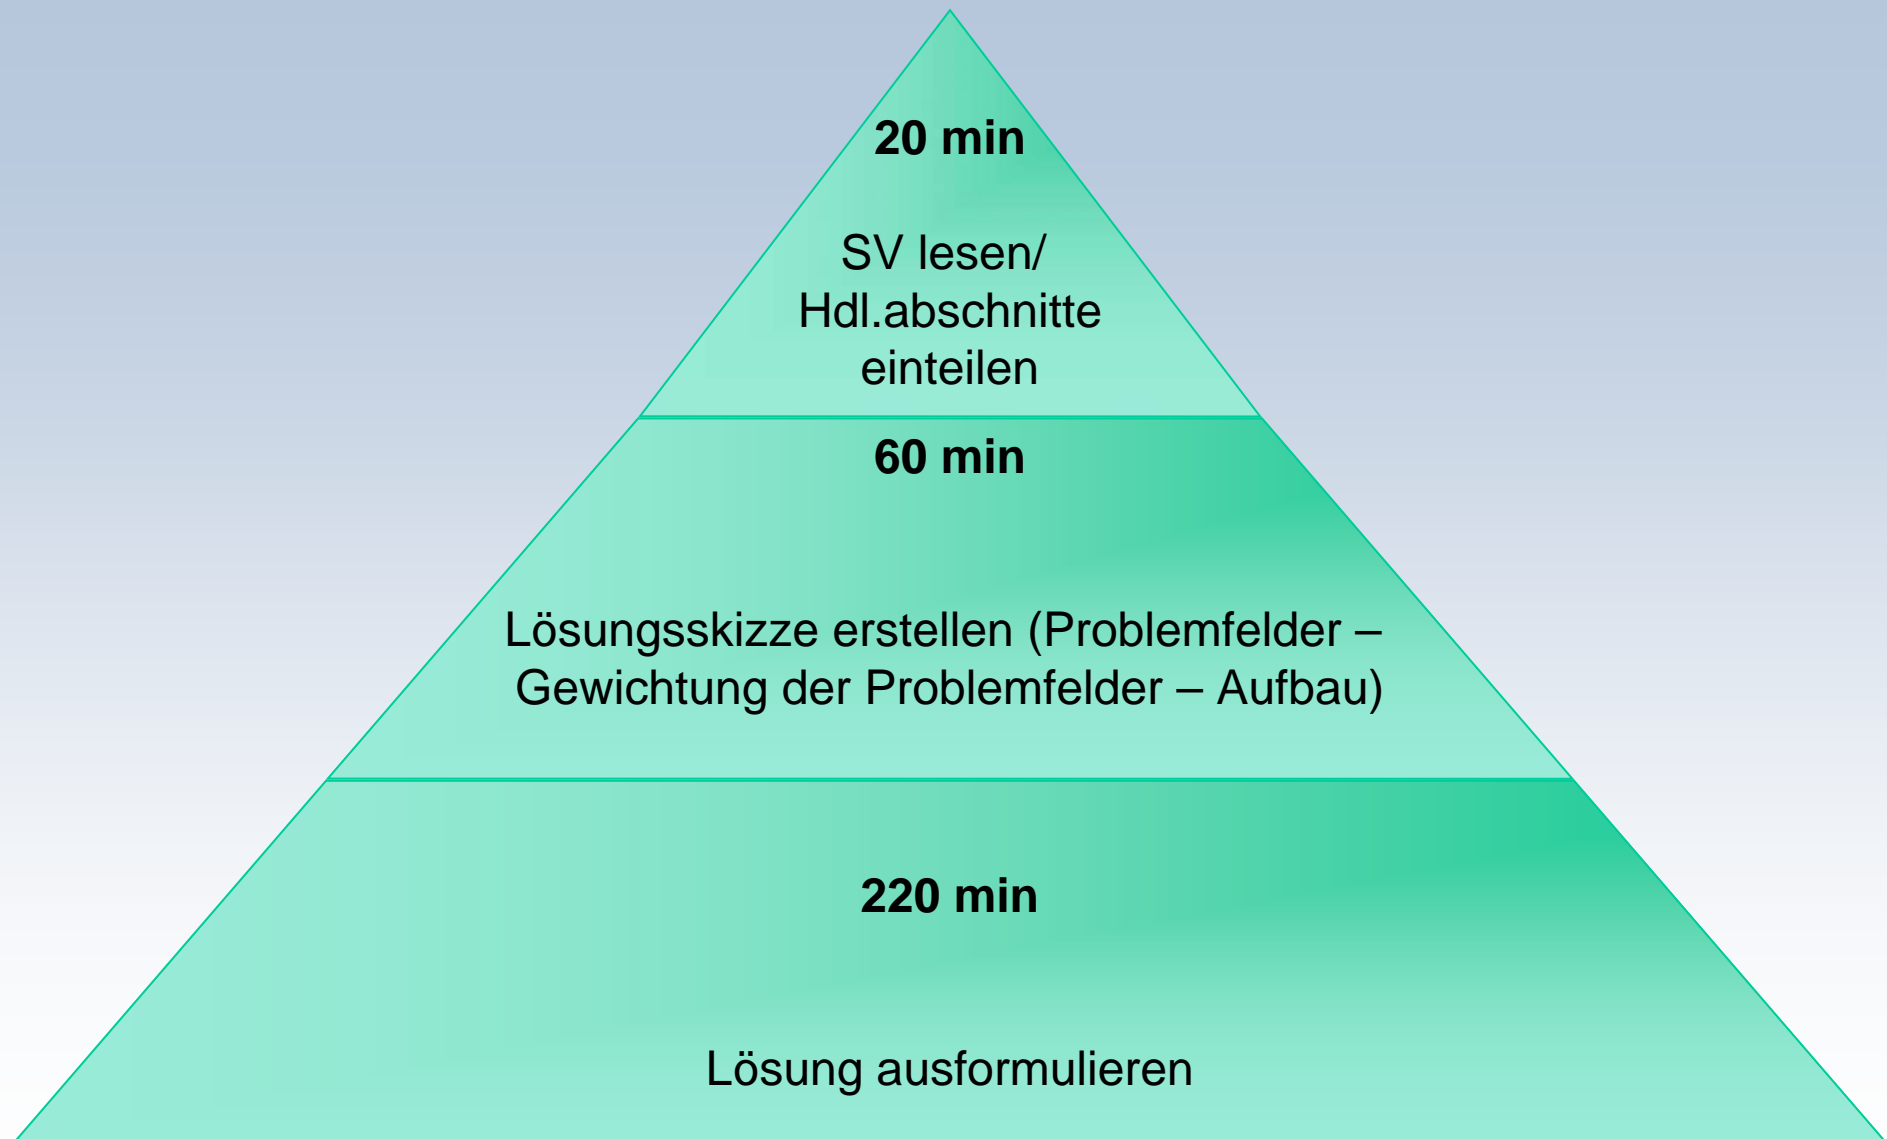 20 min
SV lesen/
Hdl.abschnitte
einteilen
60 min
Lösungsskizze erstellen (Problemfelder –
Gewichtung der Problemfelder – Aufbau)
220 min
Lösung ausformulieren